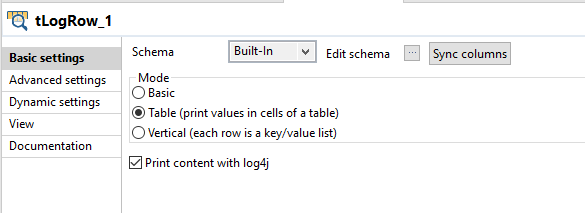 tLogRow_1
Basic settings
Advanced settings
Dynamic settings
View
Documentation
Schema Built-In Edit schema ... Sync columns
Mode
Basic
Table (print values in cells of a table)
Vertical (each row is a key/value list)
Print content with log4j